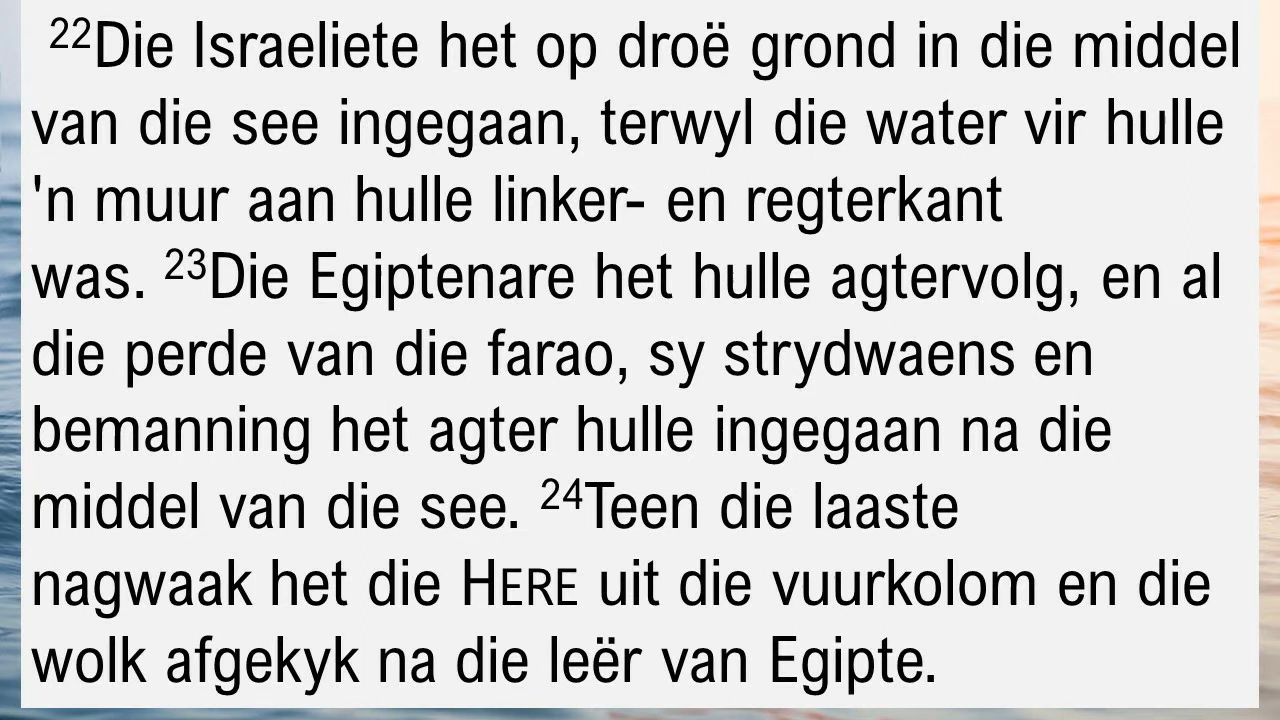 ²²Die Israeliete het op droë grond in die middel
van die see ingegaan, terwyl die water vir hulle
'n muur aan hulle linker- en regterkant
was. ²³Die Egiptenare het hulle agtervolg, en al
die perde van die farao, sy strydwaens en
bemanning het agter hulle ingegaan na die
middel van die see. ²⁴Teen die laaste
nagwaak het die HERE uit die vuurkolom en die
wolk afgekyk na die leër van Egipte.